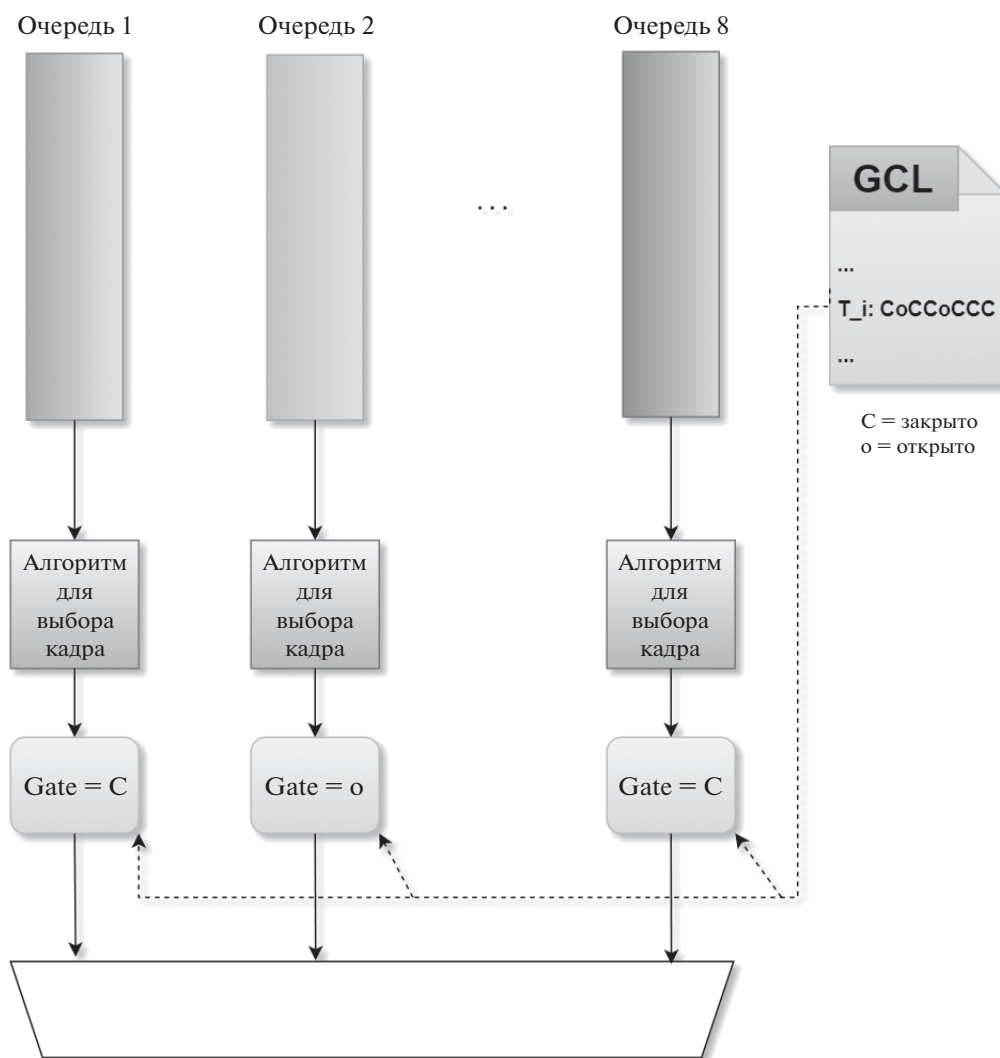 Очередь 1
Очередь 2
Очередь 8
...
GCL
...
T_i: CoCCoCCC
...
C = закрыто
o = открыто
Алгоритм
для
выбора
кадра
Алгоритм
для
выбора
кадра
Алгоритм
для
выбора
кадра
Gate = C
Gate = o
Gate = C